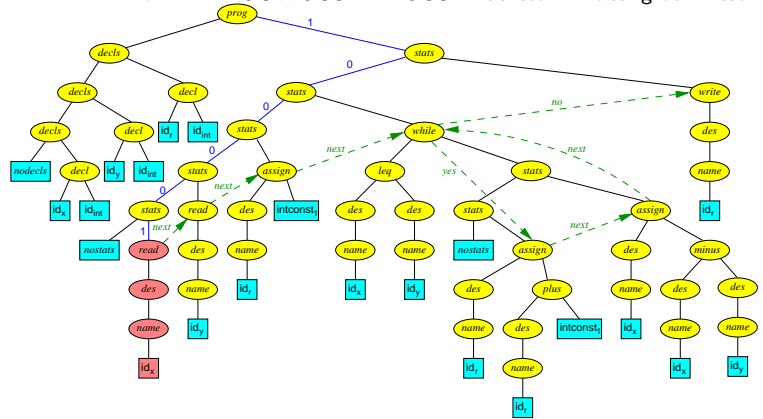 prog
1
decls stats
0
decls decl stats write
no
0
decls decl id_r id_int stats while next
0
nodecls decl id_y id_int stats assign next leq yes stats
0
id_x id_int stats read next des intconst_1 des des stats next assign
1
nostats read next des name name name nostats assign des minus id_r
des name id_r id_x id_y des plus name des des
name id_y name des intconst_1 id_x name name
id_x id_r name id_x id_y
id_r
des
name